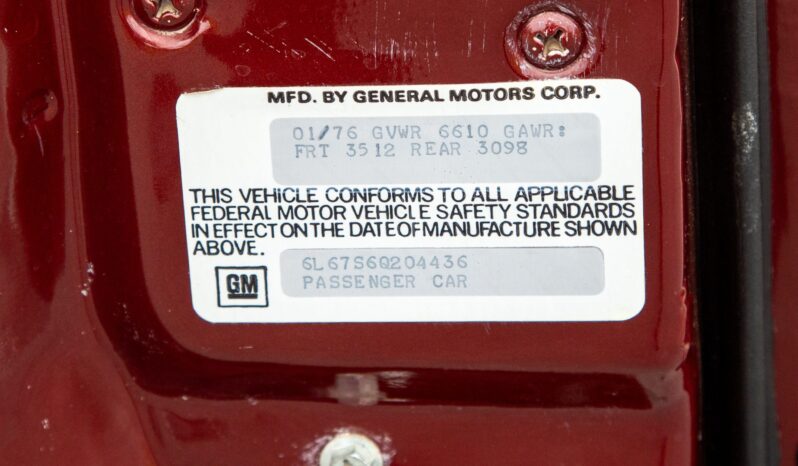 MFD. BY GENERAL MOTORS CORP.
01/76 GVWR 6610 GAWR:
FRT 3512 REAR 3098
THIS VEHICLE CONFORMS TO ALL APPLICABLE
FEDERAL MOTOR VEHICLE SAFETY STANDARDS
IN EFFECT ON THE DATE OF MANUFACTURE SHOWN
ABOVE.
6L67S6Q204436
PASSENGER CAR
GM